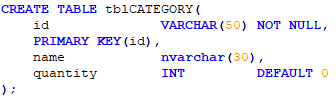 CREATE TABLE tblCATEGORY(
    id              VARCHAR(50) NOT NULL,
    PRIMARY KEY(id),
    name            nvarchar(30),
    quantity        INT         DEFAULT 0
);